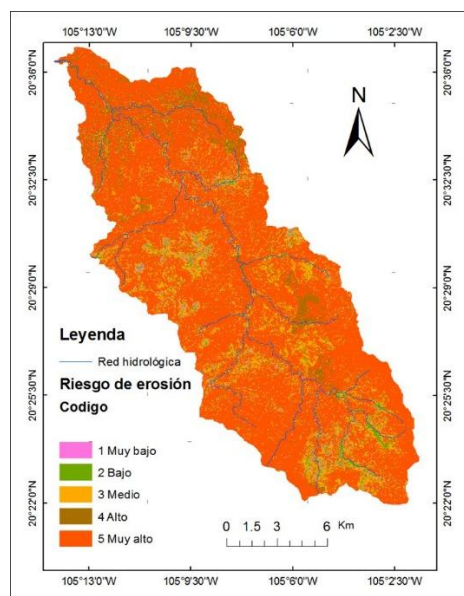 105°13'0"W 105°9'30"W 105°6'0"W 105°2'30"W
20°36'0"N 20°36'0"N
N
20°32'30"N 20°32'30"N
20°29'0"N 20°29'0"N
Leyenda
Red hidrológica
Riesgo de erosión
20°25'30"N 20°25'30"N
Codigo
1 Muy bajo
2 Bajo
3 Medio
4 Alto
5 Muy alto
20°22'0"N 20°22'0"N
0 1.5 3 6 Km
105°13'0"W 105°9'30"W 105°6'0"W 105°2'30"W